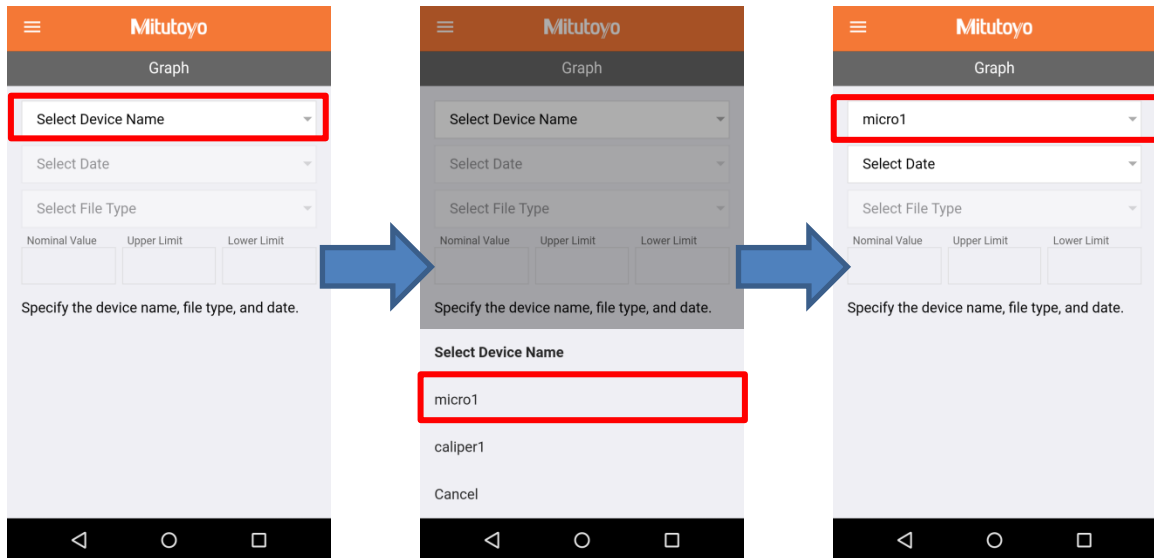 Mitutoyo
Graph
Select Device Name
Select Date
Select File Type
Nominal Value Upper Limit Lower Limit
Specify the device name, file type, and date.
Mitutoyo
Graph
Select Device Name
Select Date
Select File Type
Nominal Value Upper Limit Lower Limit
Specify the device name, file type, and date.
Select Device Name
micro1
caliper1
Cancel
Mitutoyo
Graph
micro1
Select Date
Select File Type
Nominal Value Upper Limit Lower Limit
Specify the device name, file type, and date.